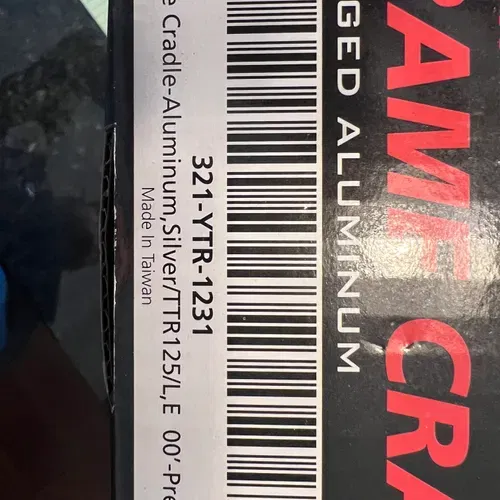 AME CRA
GED ALUMINUM
321-YTR-1231
e Cradle-Aluminum,Silver/TTR125/L,E 00'-Pre
Made In Taiwan